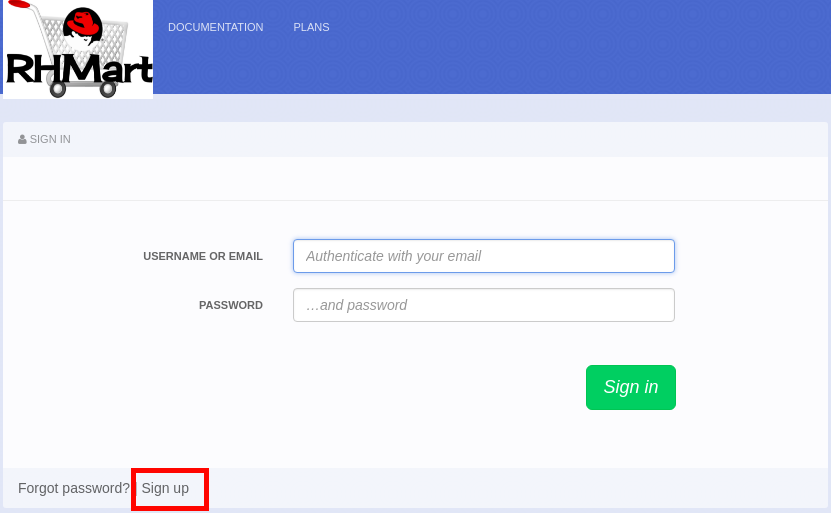 RHMart
DOCUMENTATION PLANS
SIGN IN
USERNAME OR EMAIL Authenticate with your email
PASSWORD …and password
Sign in
Forgot password? | Sign up